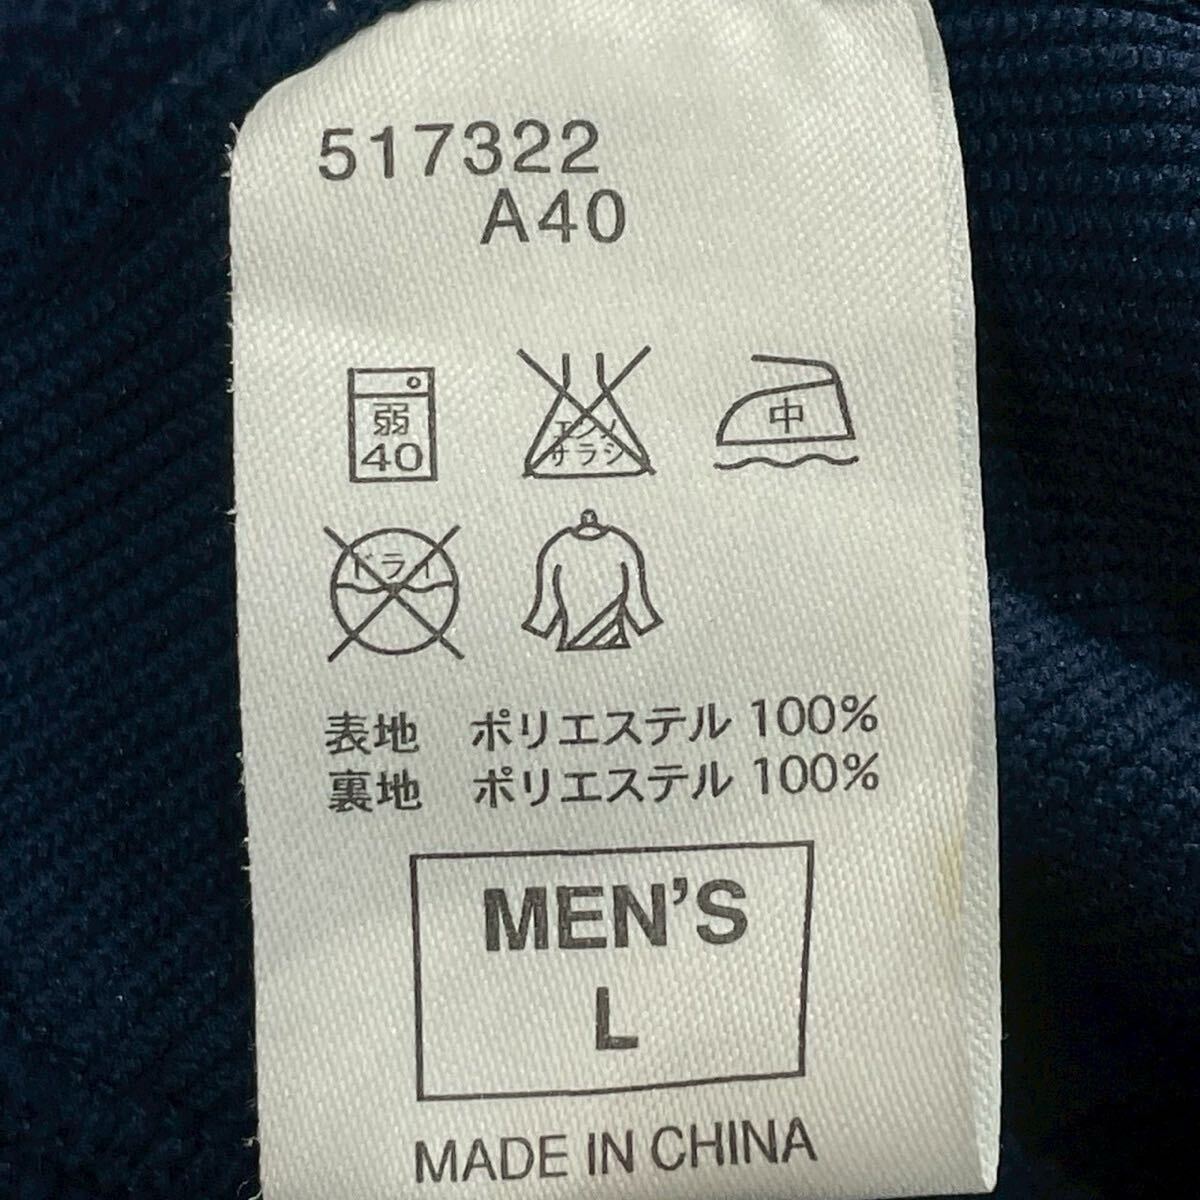 517322
A40
弱
40
エンソ
サラシ
中
ドライ
表地 ポリエステル 100%
裏地 ポリエステル 100%
MEN'S
L
MADE IN CHINA